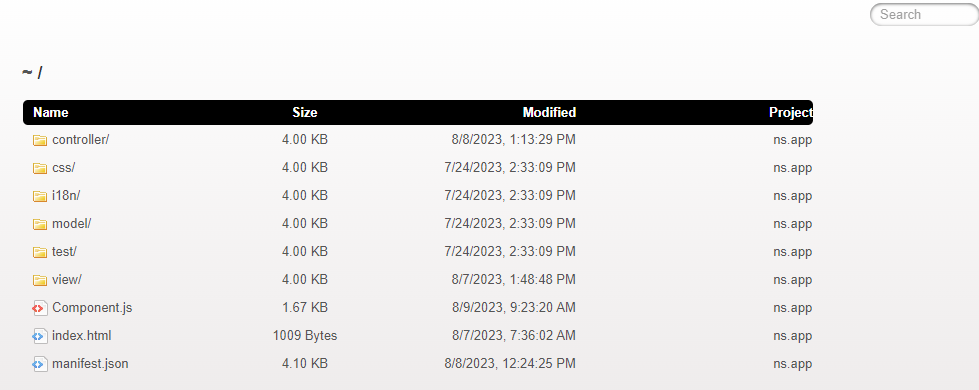 Search
~ /
Name Size Modified Project
controller/ 4.00 KB 8/8/2023, 1:13:29 PM ns.app
css/ 4.00 KB 7/24/2023, 2:33:09 PM ns.app
i18n/ 4.00 KB 7/24/2023, 2:33:09 PM ns.app
model/ 4.00 KB 7/24/2023, 2:33:09 PM ns.app
test/ 4.00 KB 7/24/2023, 2:33:09 PM ns.app
view/ 4.00 KB 8/7/2023, 1:48:48 PM ns.app
Component.js 1.67 KB 8/9/2023, 9:23:20 AM ns.app
index.html 1009 Bytes 8/7/2023, 7:36:02 AM ns.app
manifest.json 4.10 KB 8/8/2023, 12:24:25 PM ns.app